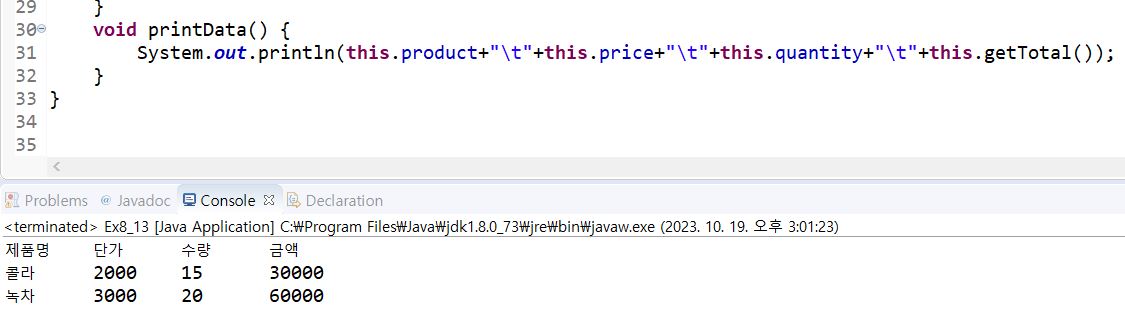 29 }
30 void printData() {
31 System.out.println(this.product+"\t"+this.price+"\t"+this.quantity+"\t"+this.getTotal());
32 }
33 }
34
35
Problems @ Javadoc Console Declaration
<terminated> Ex8_13 [Java Application] C:₩Program Files₩Java₩jdk1.8.0_73₩jre₩bin₩javaw.exe (2023. 10. 19. 오후 3:01:23)
제품명 단가 수량 금액
콜라 2000 15 30000
녹차 3000 20 60000